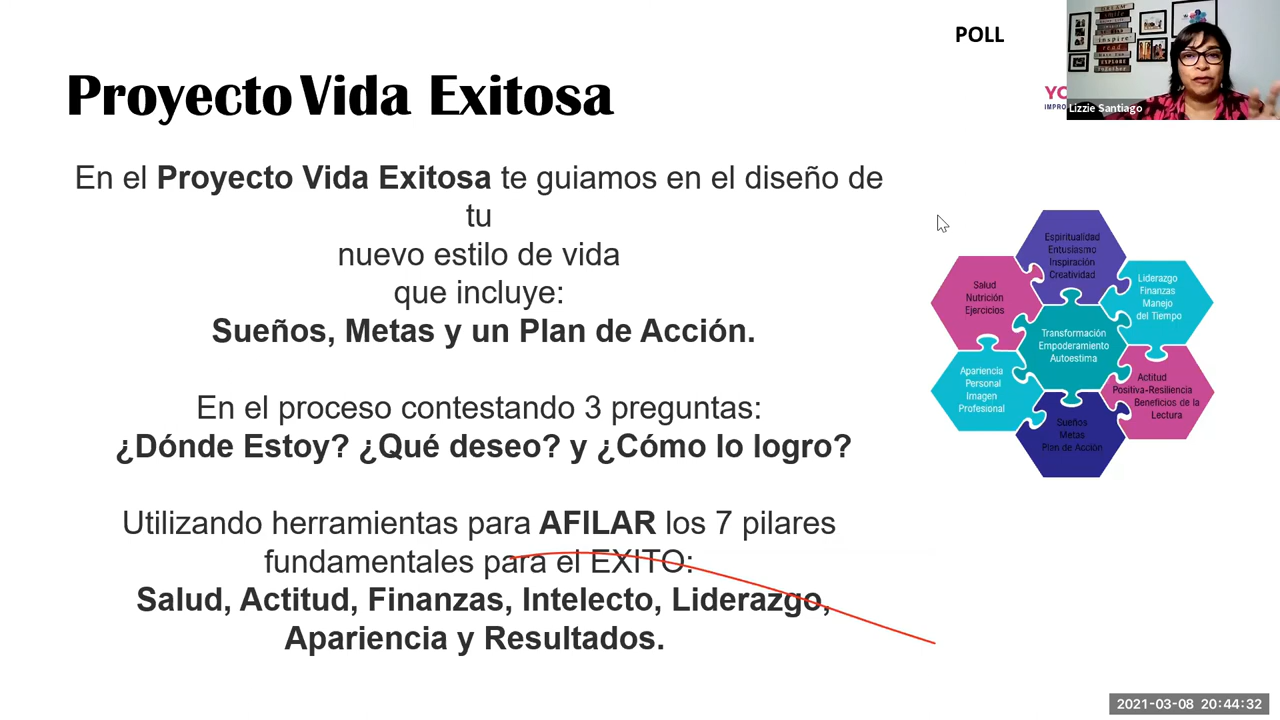 POLL
Proyecto Vida Exitosa
YO
IMPRO
Lizzie Santiago
En el Proyecto Vida Exitosa te guiamos en el diseño de
tu
nuevo estilo de vida
que incluye:
Sueños, Metas y un Plan de Acción.
En el proceso contestando 3 preguntas:
¿Dónde Estoy? ¿Qué deseo? y ¿Cómo lo logro?
Utilizando herramientas para AFILAR los 7 pilares
fundamentales para el EXITO:
Salud, Actitud, Finanzas, Intelecto, Liderazgo,
Apariencia y Resultados.
Espiritualidad
Entusiasmo
Inspiración
Creatividad
Salud
Nutrición
Ejercicios
Liderazgo
Finanzas
Manejo
del Tiempo
Transformación
Empoderamiento
Autoestima
Apariencia
Personal
Imagen
Profesional
Actitud
Positiva-Resiliencia
Beneficios de la
Lectura
Sueños
Metas
Plan de Acción
2021-03-08 20:44:32